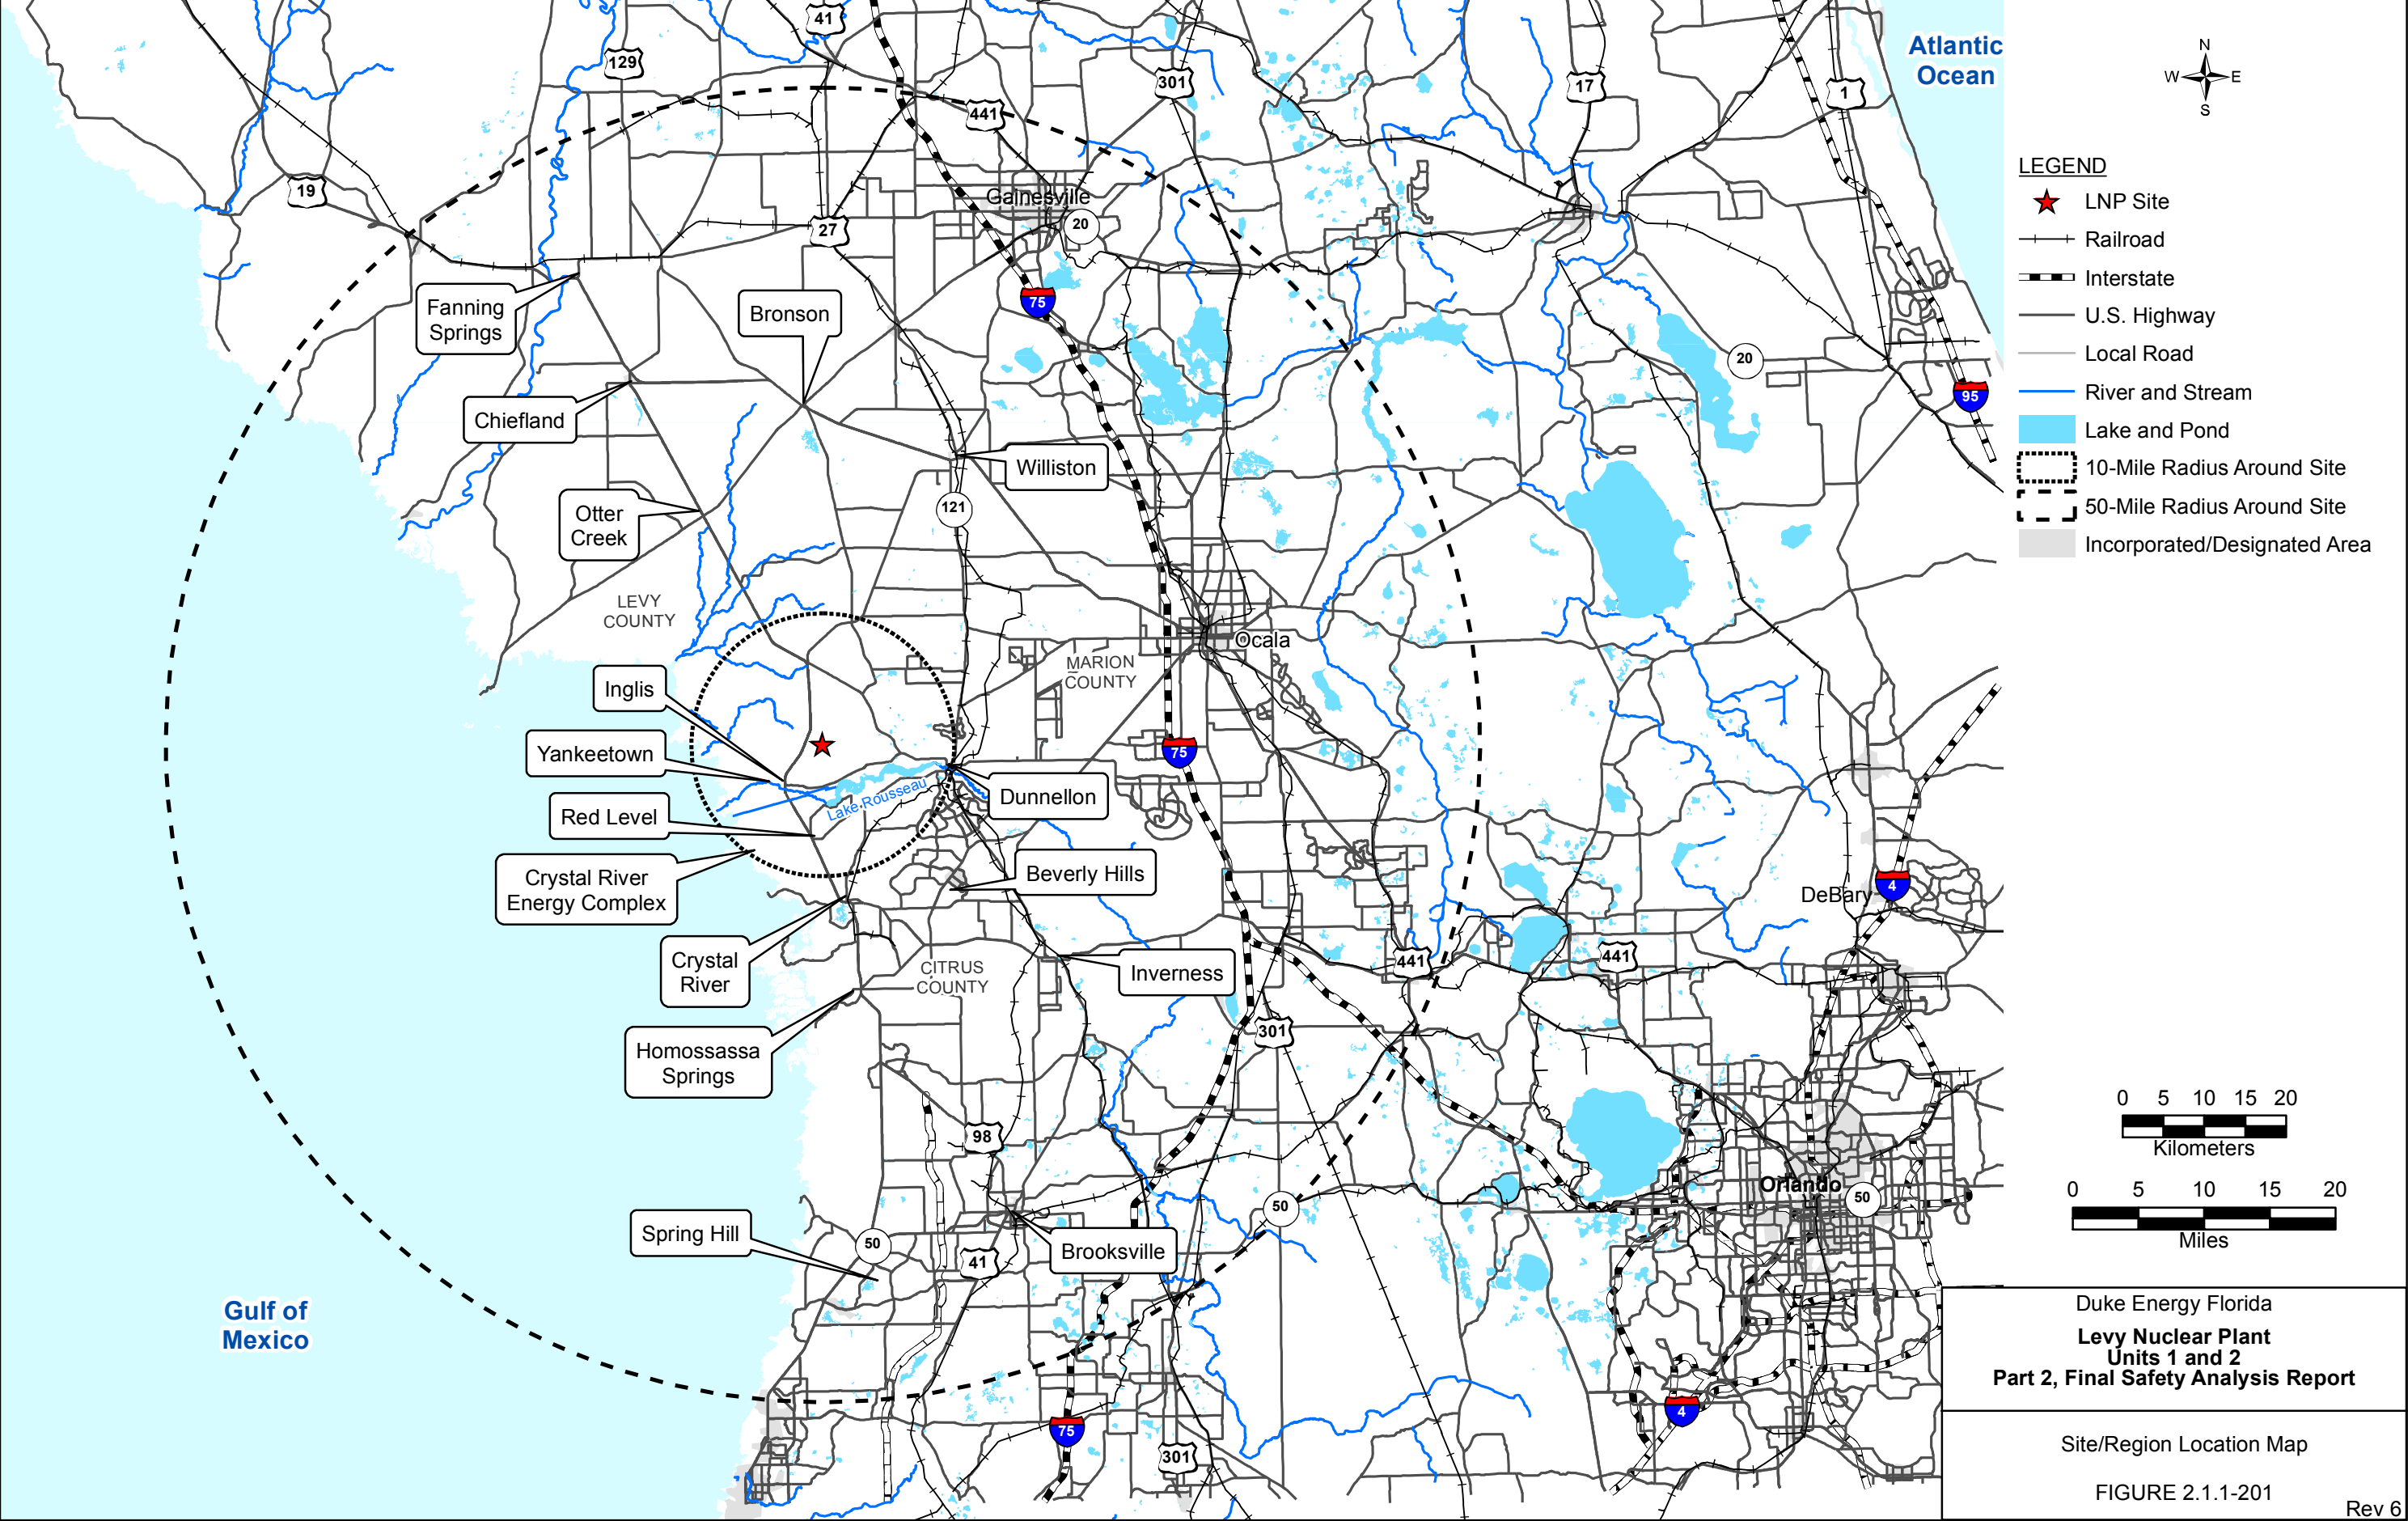 41
129
301
17
1
Atlantic
Ocean
N
W E
S
441
19
27
Gainesville
20
LEGEND
LNP Site
Railroad
Interstate
U.S. Highway
Local Road
River and Stream
Lake and Pond
10-Mile Radius Around Site
50-Mile Radius Around Site
Incorporated/Designated Area
Fanning
Springs
Bronson
75
20
95
Chiefland
Williston
Otter
Creek
121
LEVY
COUNTY
Ocala
MARION
COUNTY
Inglis
Yankeetown
75
Red Level
Lake Rousseau
Dunnellon
Crystal River
Energy Complex
Beverly Hills
DeBary
4
Crystal
River
CITRUS
COUNTY
Inverness
441
441
301
Homossassa
Springs
98
0 5 10 15 20
Kilometers
0 5 10 15 20
Miles
Orlando
50
50
Spring Hill
50
41
Brooksville
Gulf of
Mexico
75
301
4
Duke Energy Florida
Levy Nuclear Plant
Units 1 and 2
Part 2, Final Safety Analysis Report
Site/Region Location Map
FIGURE 2.1.1-201
Rev 6